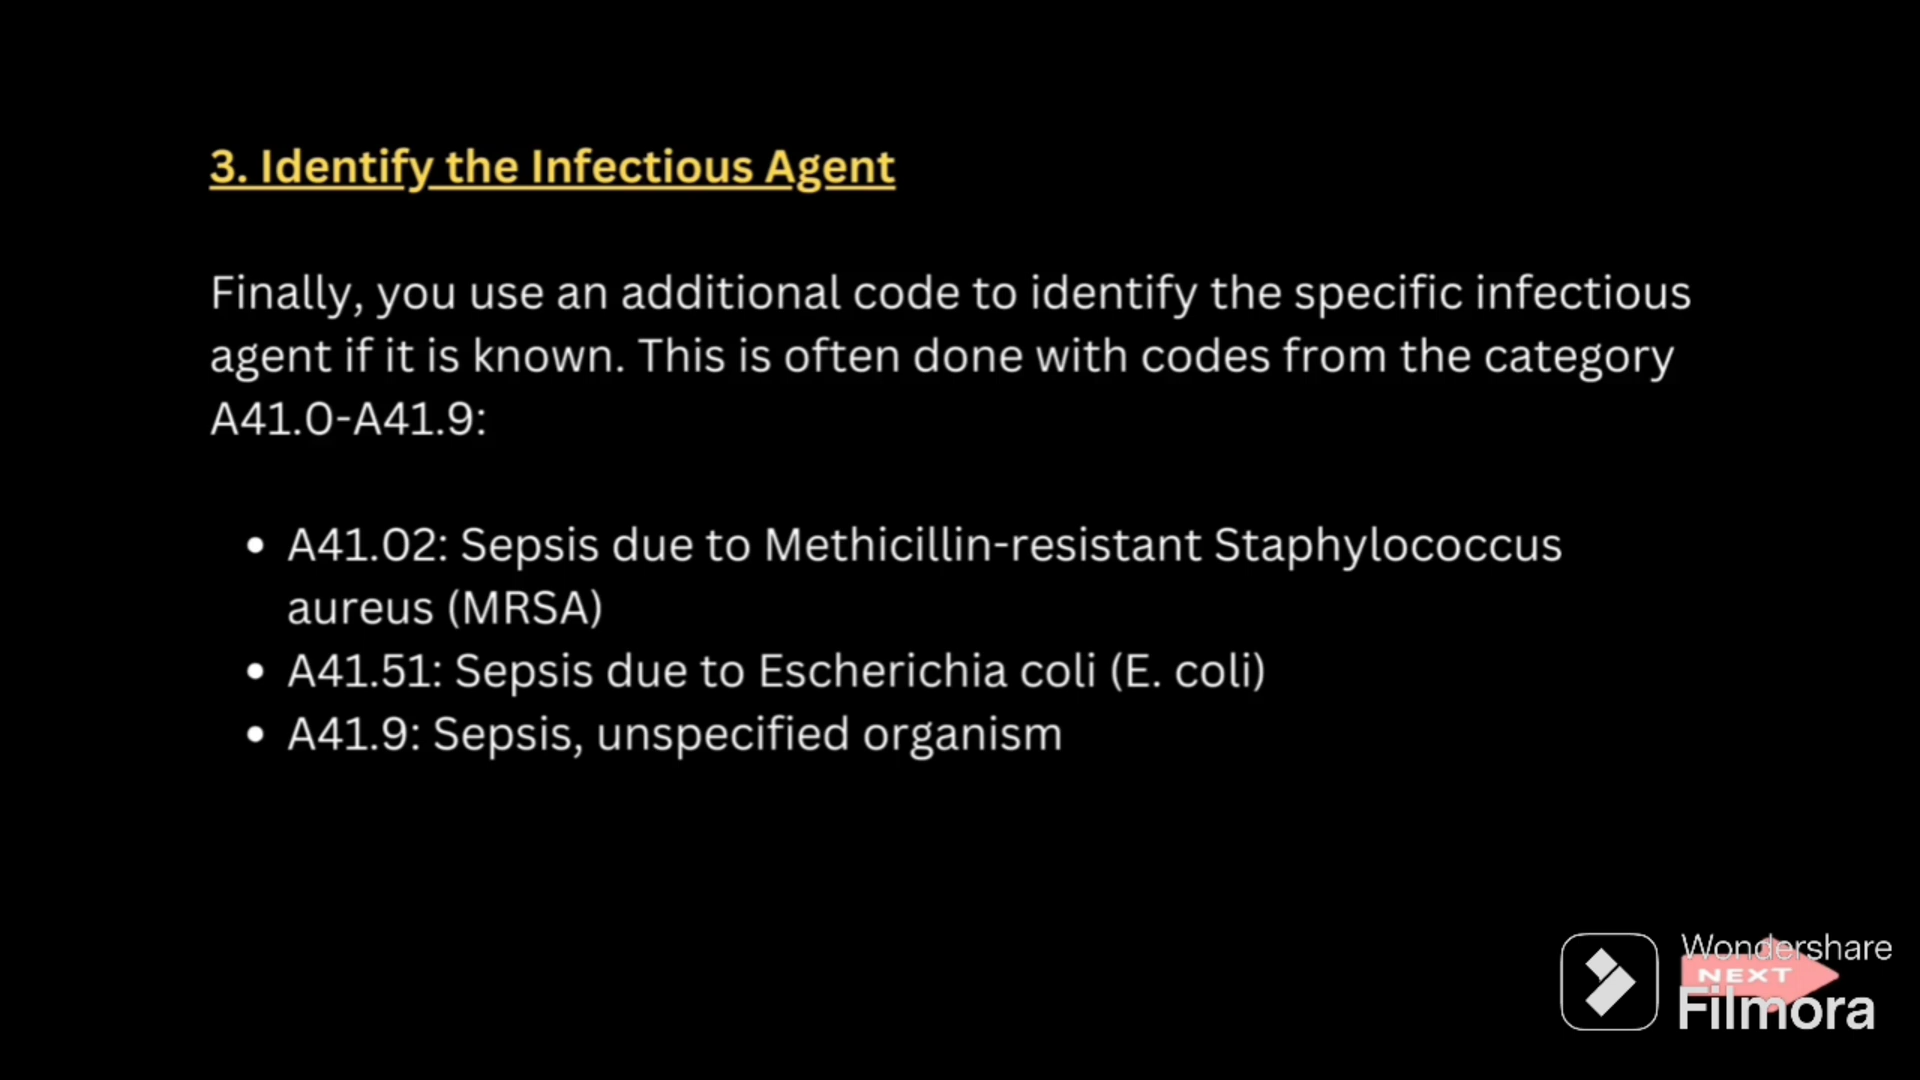 3. Identify the Infectious Agent
Finally, you use an additional code to identify the specific infectious
agent if it is known. This is often done with codes from the category
A41.0-A41.9:
• A41.02: Sepsis due to Methicillin-resistant Staphylococcus
aureus (MRSA)
• A41.51: Sepsis due to Escherichia coli (E. coli)
• A41.9: Sepsis, unspecified organism
Wondershare
NEXT
Filmora